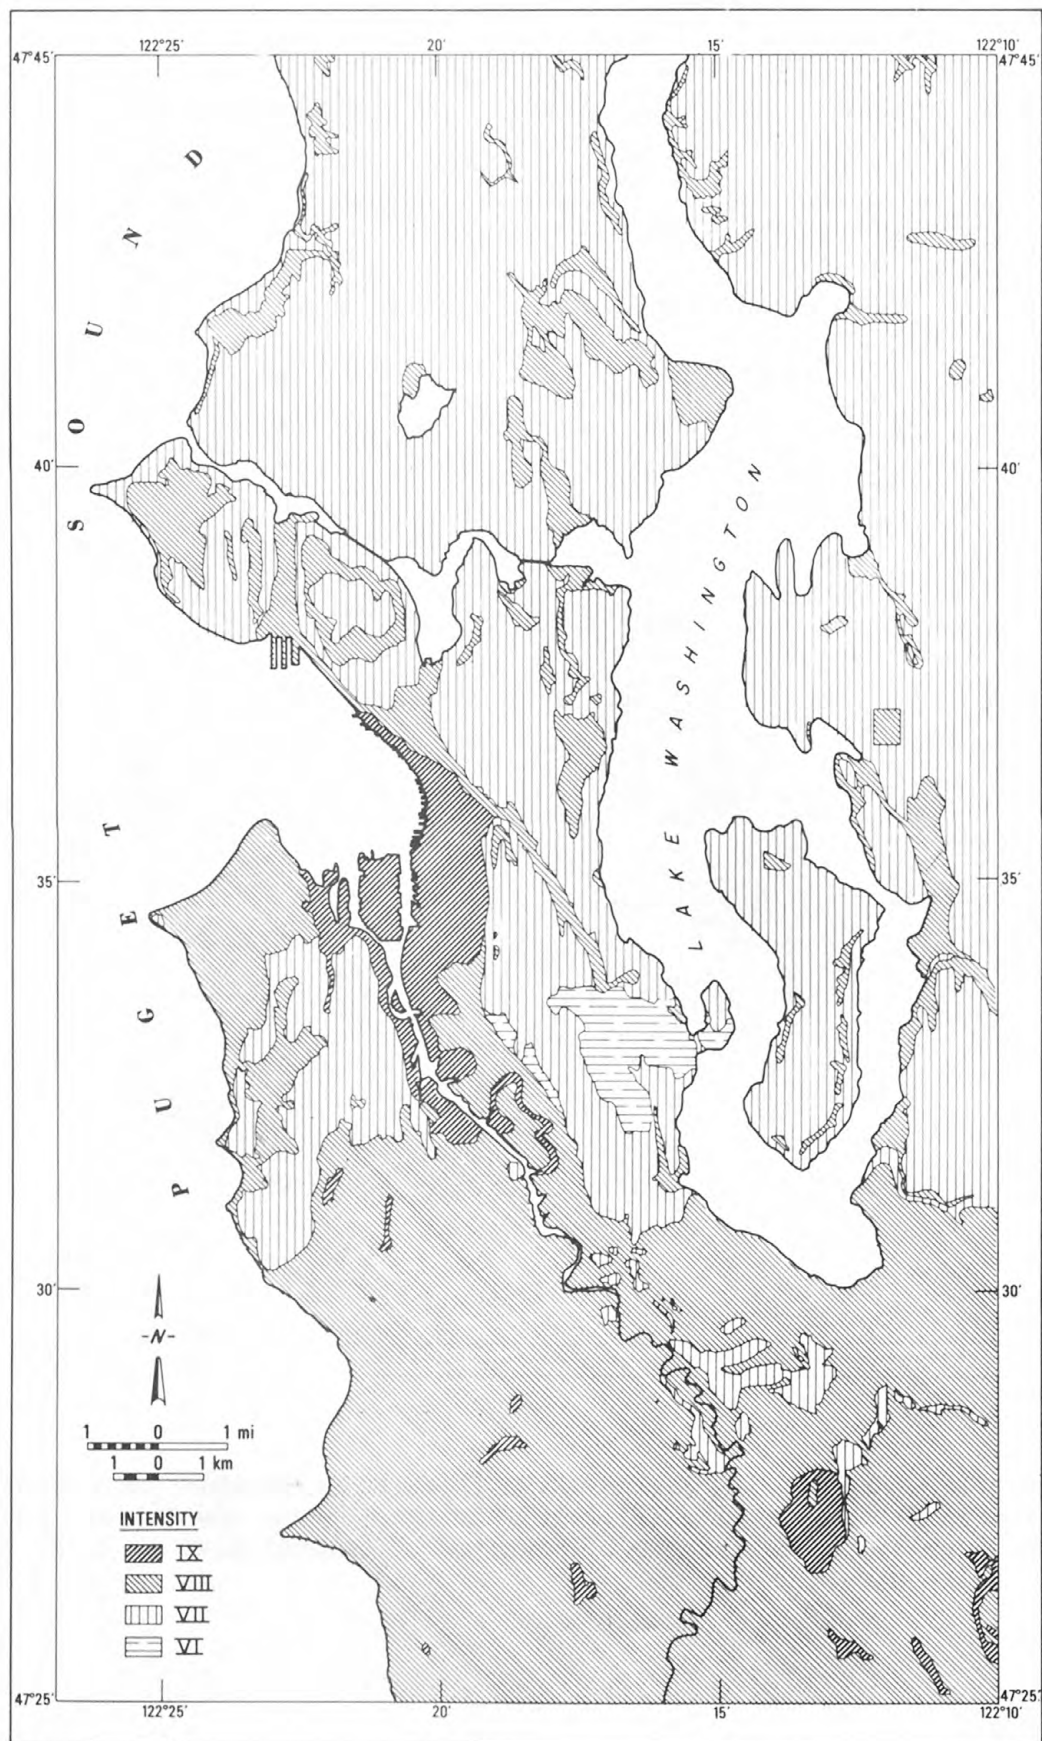 122°25' 20' 15' 122°10'
47°45' 47°45'
PUGET SOUND
40' 40'
LAKE WASHINGTON
35' 35'
30' 30'
-N-
1 0 1 mi
1 0 1 km
INTENSITY
IX
VIII
VII
VI
47°25' 47°25'
122°25' 20' 15' 122°10'